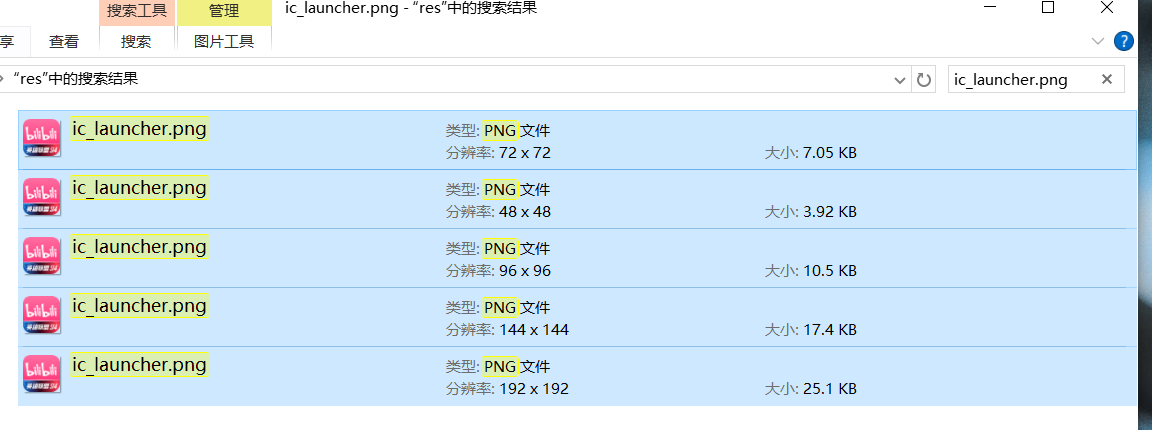 搜索工具
管理
ic_launcher.png - “res”中的搜索结果
享
查看
搜索
图片工具
“res”中的搜索结果
ic_launcher.png
bilibili
ic_launcher.png
类型: PNG 文件
分辨率: 72 x 72
大小: 7.05 KB
bilibili
ic_launcher.png
类型: PNG 文件
分辨率: 48 x 48
大小: 3.92 KB
bilibili
ic_launcher.png
类型: PNG 文件
分辨率: 96 x 96
大小: 10.5 KB
bilibili
ic_launcher.png
类型: PNG 文件
分辨率: 144 x 144
大小: 17.4 KB
bilibili
ic_launcher.png
类型: PNG 文件
分辨率: 192 x 192
大小: 25.1 KB